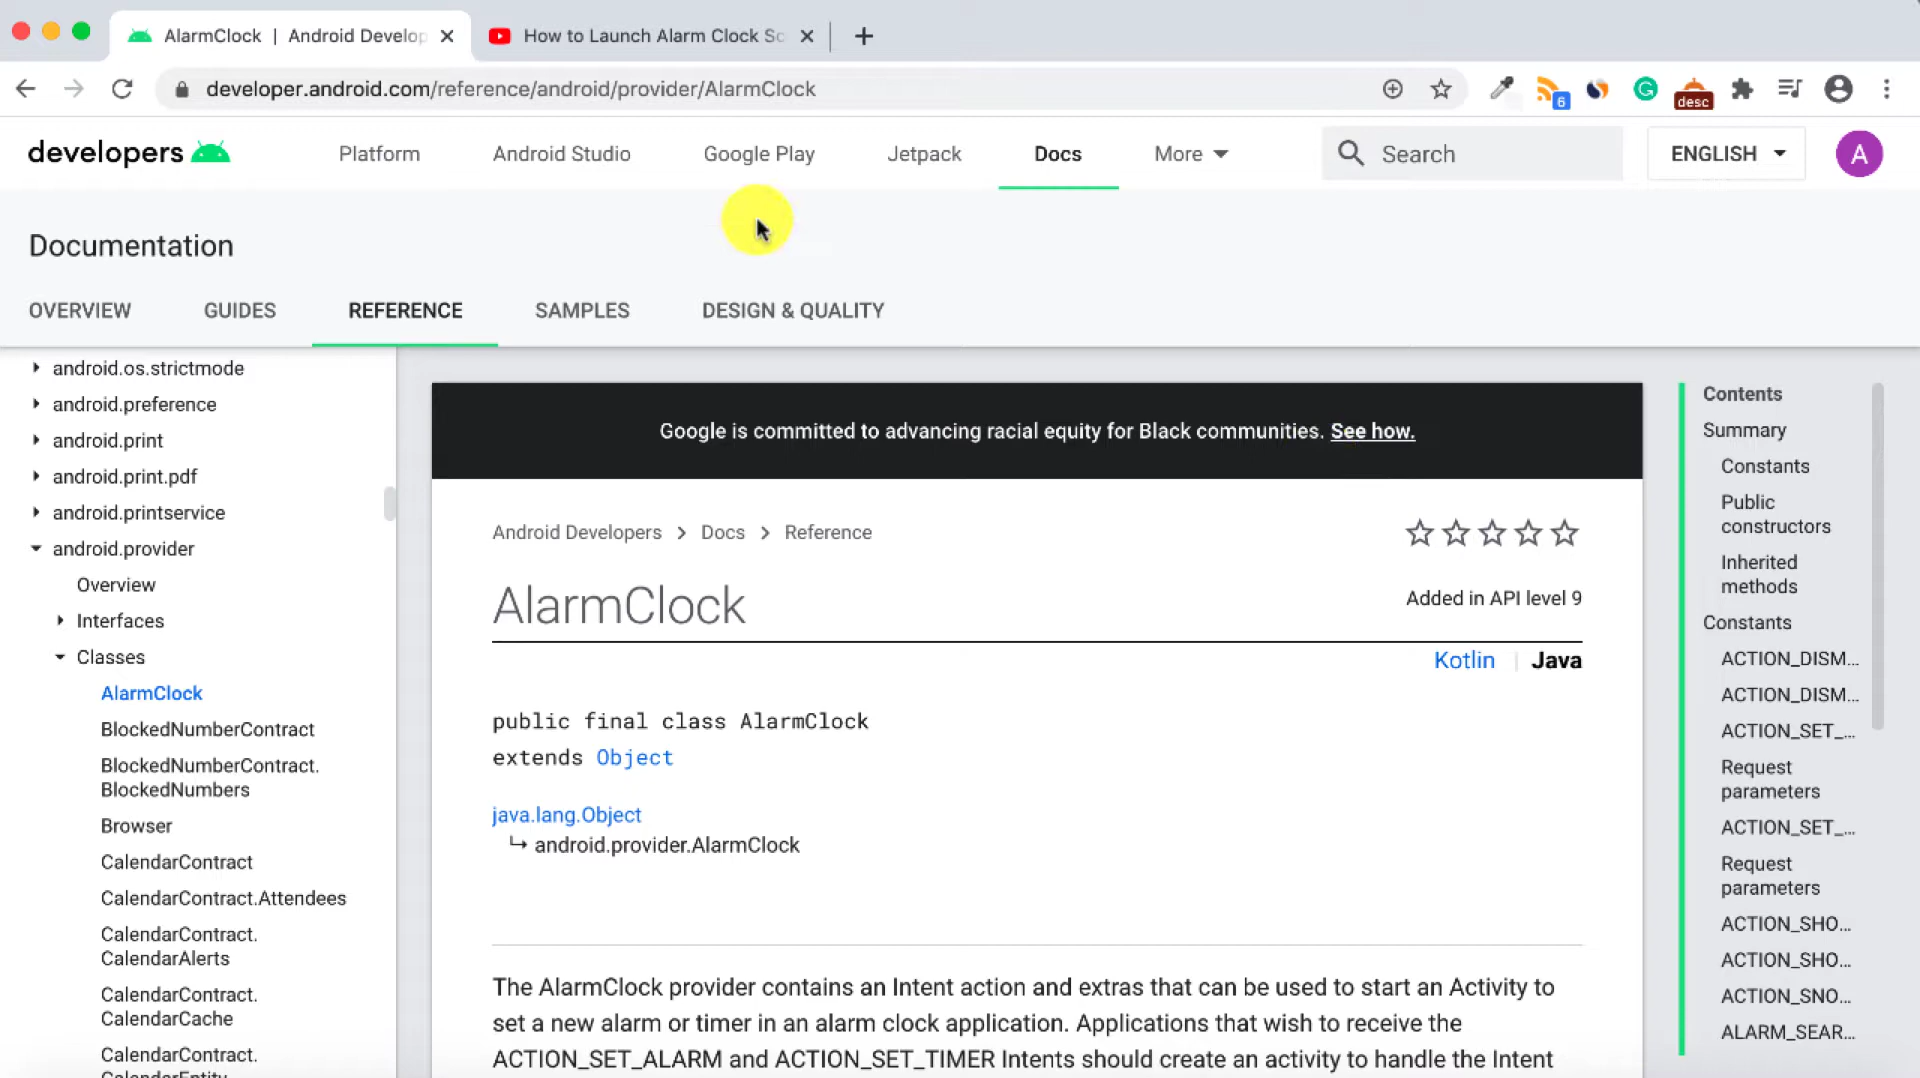 AlarmClock | Android Develop
How to Launch Alarm Clock Sc
developer.android.com/reference/android/provider/AlarmClock
6
desc
developers
Platform
Android Studio
Google Play
Jetpack
Docs
More
Search
ENGLISH
A
Documentation
OVERVIEW
GUIDES
REFERENCE
SAMPLES
DESIGN & QUALITY
android.os.strictmode
android.preference
android.print
android.print.pdf
android.printservice
android.provider
Overview
Interfaces
Classes
AlarmClock
BlockedNumberContract
BlockedNumberContract.
BlockedNumbers
Browser
CalendarContract
CalendarContract.Attendees
CalendarContract.
CalendarAlerts
CalendarContract.
CalendarCache
CalendarContract.
CalendarEntity
Google is committed to advancing racial equity for Black communities. See how.
Android Developers > Docs > Reference
AlarmClock
Added in API level 9
Kotlin | Java
public final class AlarmClock
extends Object
java.lang.Object
↳ android.provider.AlarmClock
The AlarmClock provider contains an Intent action and extras that can be used to start an Activity to
set a new alarm or timer in an alarm clock application. Applications that wish to receive the
ACTION_SET_ALARM and ACTION_SET_TIMER Intents should create an activity to handle the Intent
Contents
Summary
Constants
Public
constructors
Inherited
methods
Constants
ACTION_DISM...
ACTION_DISM...
ACTION_SET_...
Request
parameters
ACTION_SET_...
Request
parameters
ACTION_SHO...
ACTION_SHO...
ACTION_SNO...
ALARM_SEAR...